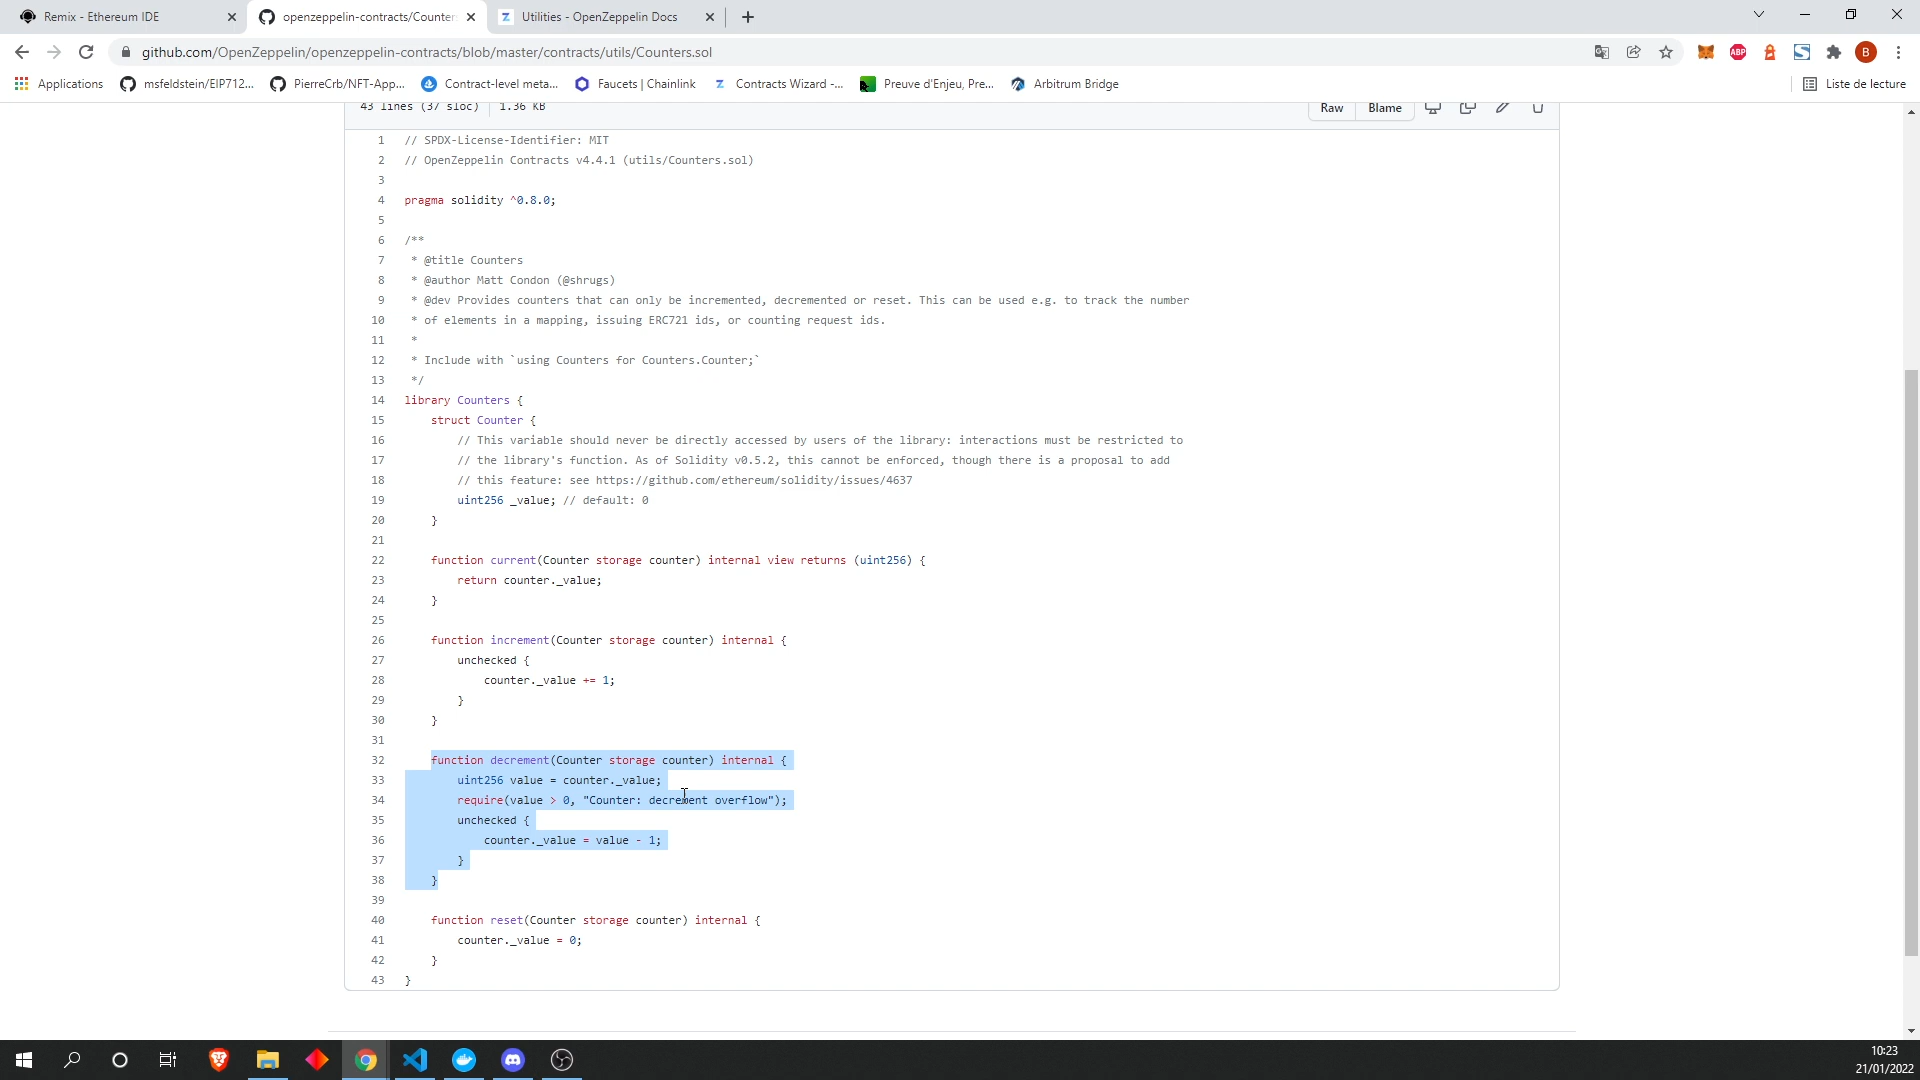 Remix - Ethereum IDE
openzeppelin-contracts/Counter
Utilities - OpenZeppelin Docs
github.com/OpenZeppelin/openzeppelin-contracts/blob/master/contracts/utils/Counters.sol
ABP
B
Applications
msfeldstein/EIP712...
PierreCrb/NFT-App...
Contract-level meta...
Faucets | Chainlink
Contracts Wizard -...
Preuve d'Enjeu, Pre...
Arbitrum Bridge
Liste de lecture
43 lines (37 sloc) 1.36 KB
Raw
Blame
1 // SPDX-License-Identifier: MIT
2 // OpenZeppelin Contracts v4.4.1 (utils/Counters.sol)
3
4 pragma solidity ^0.8.0;
5
6 /**
7 * @title Counters
8 * @author Matt Condon (@shrugs)
9 * @dev Provides counters that can only be incremented, decremented or reset. This can be used e.g. to track the number
10 * of elements in a mapping, issuing ERC721 ids, or counting request ids.
11 *
12 * Include with `using Counters for Counters.Counter;`
13 */
14 library Counters {
15 struct Counter {
16 // This variable should never be directly accessed by users of the library: interactions must be restricted to
17 // the library's function. As of Solidity v0.5.2, this cannot be enforced, though there is a proposal to add
18 // this feature: see https://github.com/ethereum/solidity/issues/4637
19 uint256 _value; // default: 0
20 }
21
22 function current(Counter storage counter) internal view returns (uint256) {
23 return counter._value;
24 }
25
26 function increment(Counter storage counter) internal {
27 unchecked {
28 counter._value += 1;
29 }
30 }
31
32 function decrement(Counter storage counter) internal {
33 uint256 value = counter._value;
34 require(value > 0, "Counter: decrement overflow");
35 unchecked {
36 counter._value = value - 1;
37 }
38 }
39
40 function reset(Counter storage counter) internal {
41 counter._value = 0;
42 }
43 }
10:23
21/01/2022